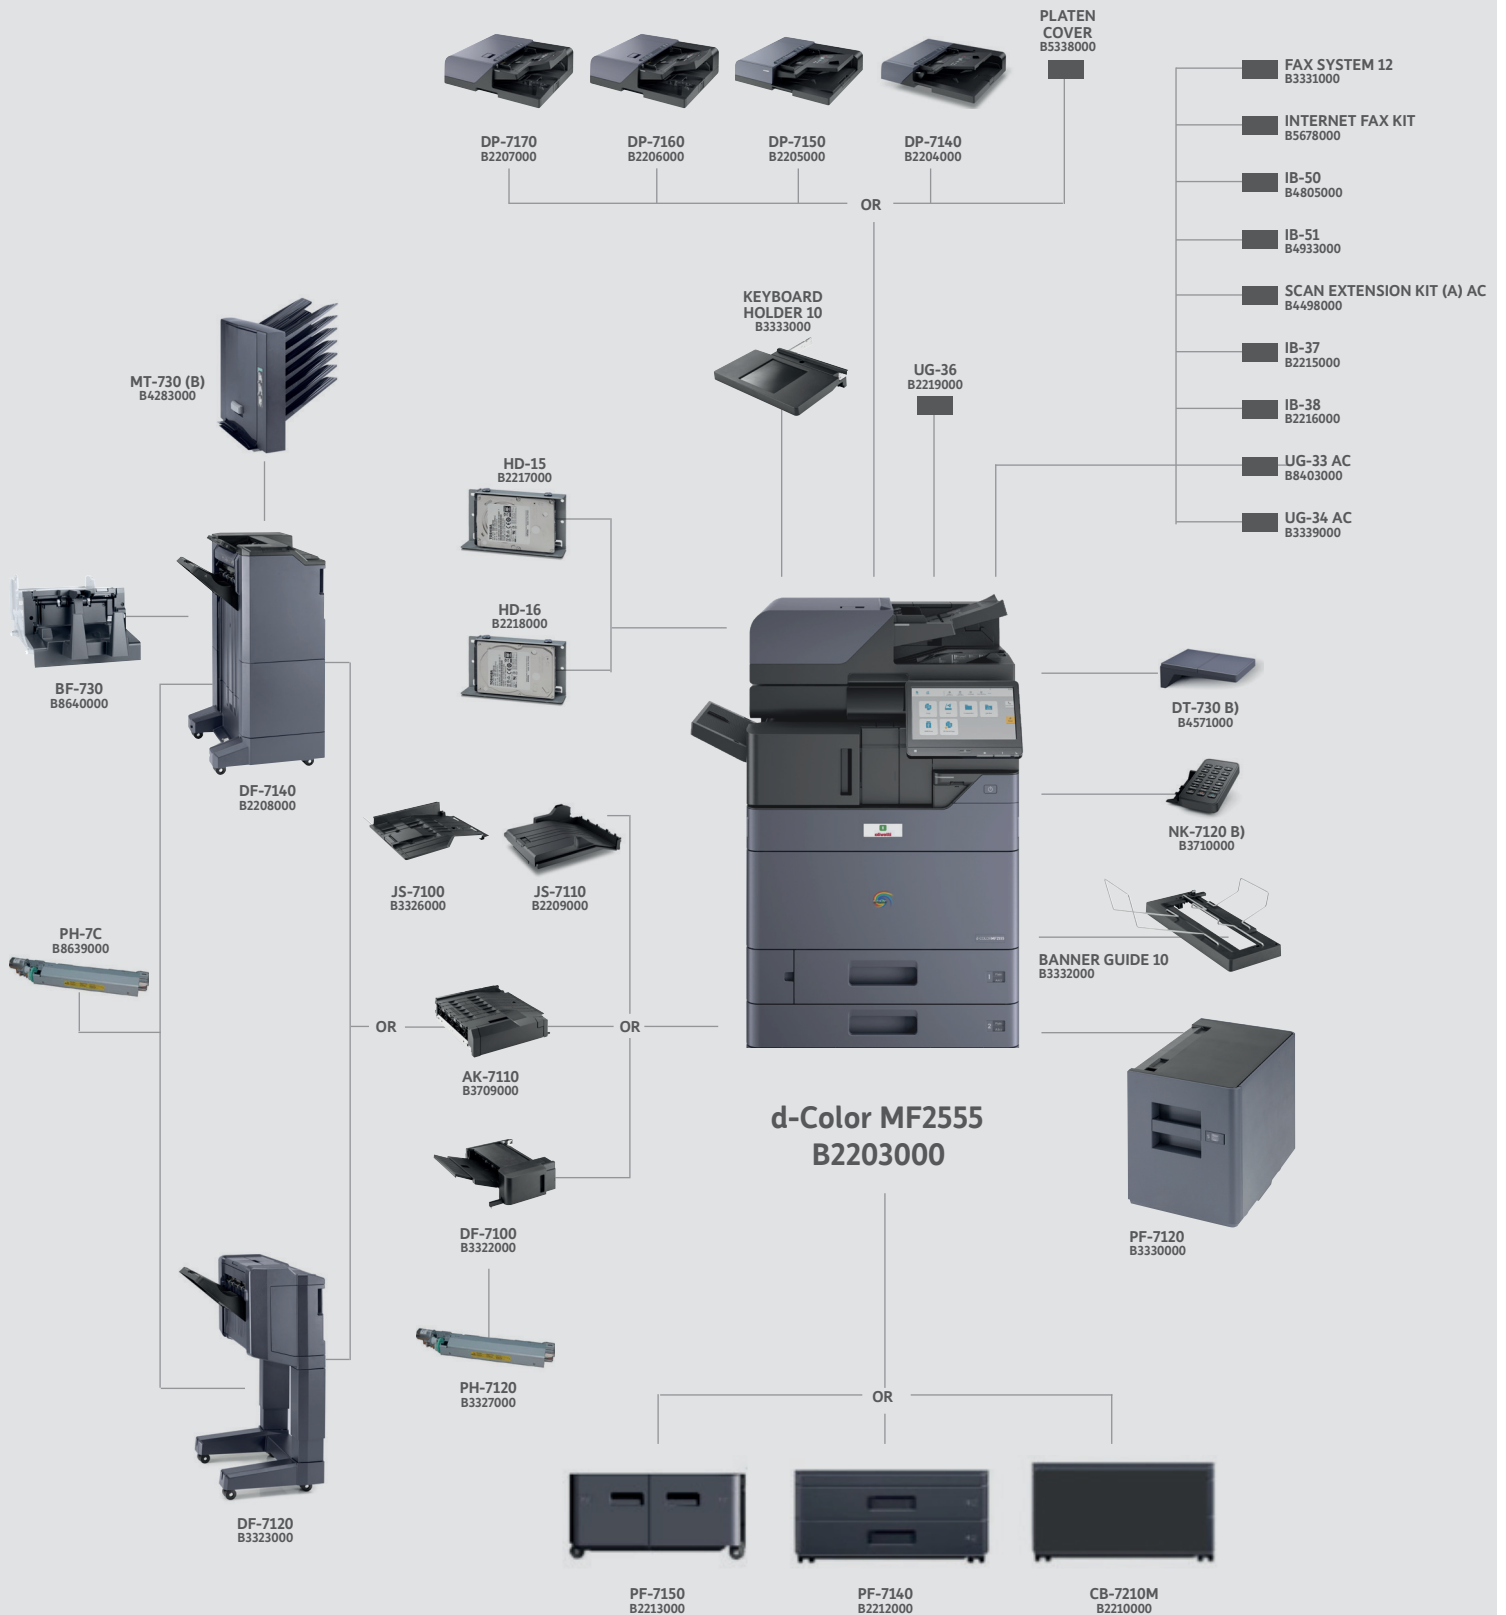 PLATEN
COVER
B5338000
DP-7170
B2207000
DP-7160
B2206000
DP-7150
B2205000
DP-7140
B2204000
OR
FAX SYSTEM 12
B3331000
INTERNET FAX KIT
B5678000
IB-50
B4805000
IB-51
B4933000
SCAN EXTENSION KIT (A) AC
B4498000
IB-37
B2215000
IB-38
B2216000
UG-33 AC
B8403000
UG-34 AC
B3339000
KEYBOARD
HOLDER 10
B3333000
UG-36
B2219000
MT-730 (B)
B4283000
HD-15
B2217000
HD-16
B2218000
BF-730
B8640000
DF-7140
B2208000
DT-730 B)
B4571000
NK-7120 B)
B3710000
JS-7100
B3326000
JS-7110
B2209000
PH-7C
B8639000
BANNER GUIDE 10
B3332000
OR
OR
AK-7110
B3709000
olivetti
d-Color MF2555
B2203000
DF-7100
B3322000
PF-7120
B3330000
PH-7120
B3327000
OR
DF-7120
B3323000
PF-7150
B2213000
PF-7140
B2212000
CB-7210M
B2210000